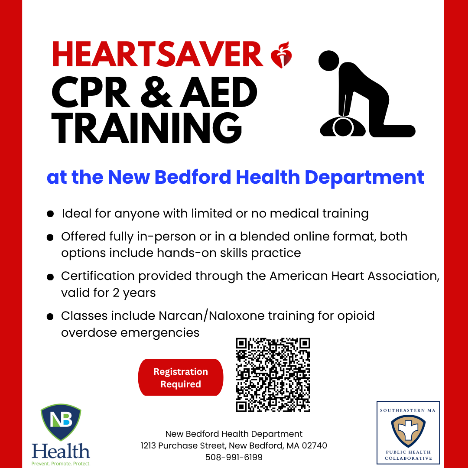 HEARTSAVER
CPR & AED
TRAINING
at the New Bedford Health Department
Ideal for anyone with limited or no medical training
Offered fully in-person or in a blended online format, both
options include hands-on skills practice
Certification provided through the American Heart Association,
valid for 2 years
Classes include Narcan/Naloxone training for opioid
overdose emergencies
Registration
Required
NB
Health
Prevent Promote Protect
New Bedford Health Department
1213 Purchase Street, New Bedford, MA 02740
508-991-6199
SOUTHEASTERN MA
PUBLIC HEALTH
COLLABORATIVE